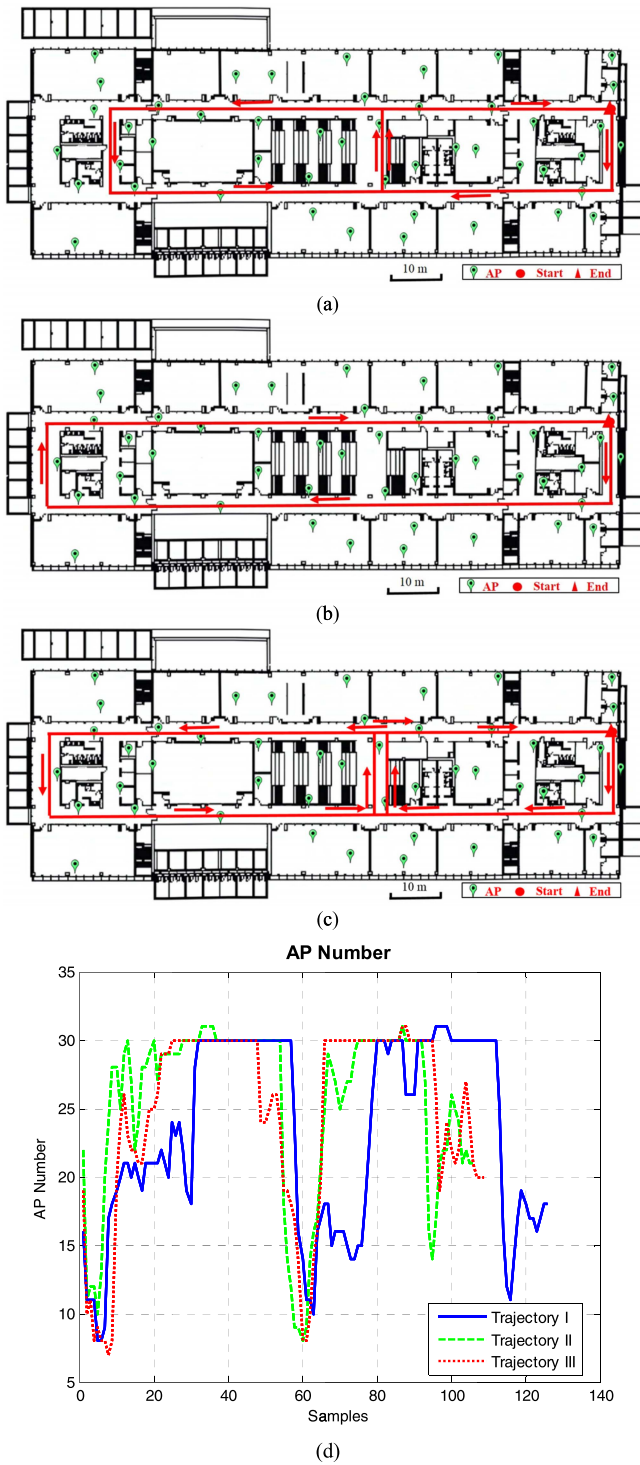 10 m
AP Start End
(a)
10 m
AP Start End
(b)
10 m
AP Start End
(c)
AP Number
35
30
25
20
15
10
5
AP Number
0 20 40 60 80 100 120 140
Samples
Trajectory I
Trajectory II
Trajectory III
(d)